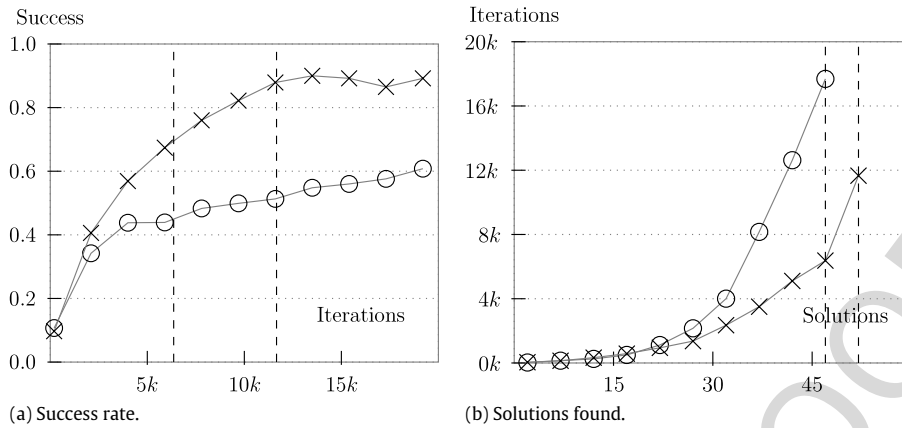 Success
1.0
0.8
0.6
0.4
0.2
0.0
5k
10k
15k
Iterations
(a) Success rate.
Iterations
20k
16k
12k
8k
4k
0k
15
30
45
Solutions
(b) Solutions found.